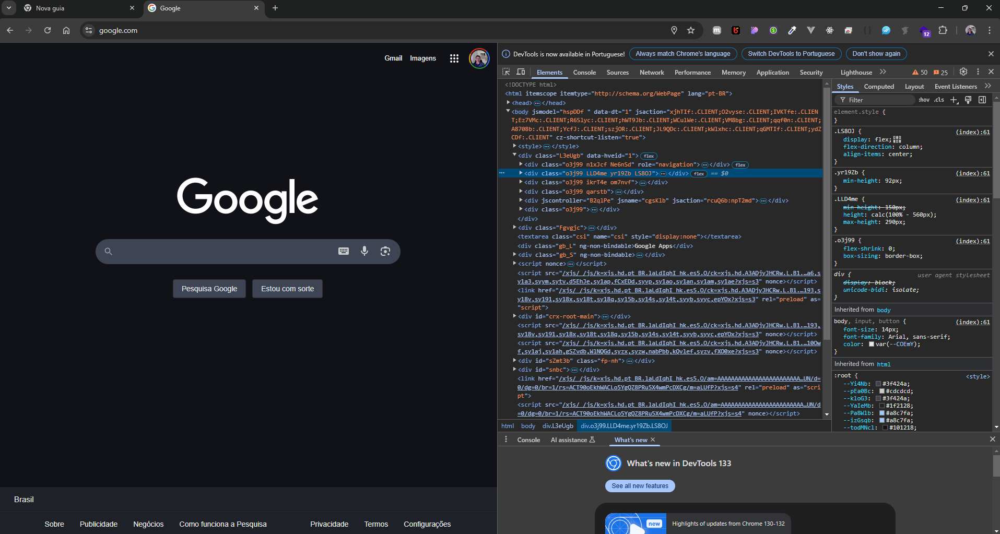 Nova guia
Google
google.com
12
Gmail
Imagens
Google
Pesquisa Google
Estou com sorte
Brasil
Sobre
Publicidade
Negócios
Como funciona a Pesquisa
Privacidade
Termos
Configurações
DevTools is now available in Portuguese!
Always match Chrome's language
Switch DevTools to Portuguese
Don't show again
Elements
Console
Sources
Network
Performance
Memory
Application
Security
Lighthouse
50
25
<!DOCTYPE html>
<html itemscope itemtype="http://schema.org/WebPage" lang="pt-BR">
<head>…</head>
<body jsmodel="hspDDf " data-dt="1" jsaction="xjhTIf:.CLIENT;O2vyse:.CLIENT;IVKTfe:.CLIEN
T;Ez7VMc:.CLIENT;R6Slyc:.CLIENT;hWT9Jb:.CLIENT;WCulWe:.CLIENT;VM8bg:.CLIENT;qqf0n:.CLIENT;
A8708b:.CLIENT;YcfJ:.CLIENT;szjOR:.CLIENT;JL9QDc:.CLIENT;kWlxhc:.CLIENT;qGMTIf:.CLIENT;ydZ
CDf:.CLIENT" cz-shortcut-listen="true">
<style>…</style>
<div class="L3eUgb" data-hveid="1"> flex
<div class="o3j99 n1xJcf Ne6nSd" role="navigation">…</div> flex
<div class="o3j99 LLD4me yr19Zb LS8OJ">…</div> flex == $0
<div class="o3j99 ikrT4e om7nvf">…</div>
<div class="o3j99 qarstb">…</div>
<div jscontroller="B2qlPe" jsname="cgsKlb" jsaction="rcuQ6b:npT2md">…</div>
<div class="o3j99">…</div>
</div>
<div class="Fgvgjc">…</div>
<textarea class="csi" name="csi" style="display:none"></textarea>
<div class="gb_L" ng-non-bindable>Google Apps</div>
<div class="gb_S" ng-non-bindable>…</div>
<script nonce>…</script>
<script src="/xjs/_/js/k=xjs.hd.pt_BR.laLdIqhI_hk.es5.O/ck=xjs.hd.A3ADjyJHCRw.L.B1.…a6,s
y1a3,syym,sytv,d5EhJe,sy1ap,fCxEDd,syvp,sy1ao,sy1an,sy1am,sy1ae?xjs=s3" nonce></script>
<link href="/xjs/_/js/k=xjs.hd.pt_BR.laLdIqhI_hk.es5.O/ck=xjs.hd.A3ADjyJHCRw.L.B1.…193,s
y18v,sy191,sy18x,sy18t,sy18q,sy15b,sy14s,sy14t,syyb,syyc,epYOx?xjs=s3" rel="preload" as=
"script">
<div id="crx-root-main">…</div>
<script src="/xjs/_/js/k=xjs.hd.pt_BR.laLdIqhI_hk.es5.O/ck=xjs.hd.A3ADjyJHCRw.L.B1.…193,
sy18v,sy191,sy18x,sy18t,sy18q,sy15b,sy14s,sy14t,syyb,syyc,epYOx?xjs=s3" nonce></script>
<script src="/xjs/_/js/k=xjs.hd.pt_BR.laLdIqhI_hk.es5.O/ck=xjs.hd.A3ADjyJHCRw.L.B1.…10Ow
f,sy1aj,sy1ah,gSZvdb,WlNQGd,syzx,syzw,nabPbb,kQvlef,syzv,fXO0xe?xjs=s3" nonce></script>
<div id="sZmt3b" class="fp-nh">…</div>
<div id="snbc">…</div>
<link href="/xjs/_/js/k=xjs.hd.pt_BR.laLdIqhI_hk.es5.O/am=AAAAAAAAAAAAAAAAAAAAAAAA…UN/d=
0/dg=0/br=1/rs=ACT90oEkhWACLo5YgQZ8PRu5X4wmPcDXCg/m=aLUfP?xjs=s4" rel="preload" as="scri
pt">
<script src="/xjs/_/js/k=xjs.hd.pt_BR.laLdIqhI_hk.es5.O/am=AAAAAAAAAAAAAAAAAAAAAAAA…UN/d
=0/dg=0/br=1/rs=ACT90oEkhWACLo5YgQZ8PRu5X4wmPcDXCg/m=aLUfP?xjs=s4" nonce></script>
html
body
div.L3eUgb
div.o3j99.LLD4me.yr19Zb.LS8OJ
Styles
Computed
Layout
Event Listeners
Filter
:hov
.cls
element.style {
}
.LS8OJ { (index):61
display: flex;
flex-direction: column;
align-items: center;
}
.yr19Zb { (index):61
min-height: 92px;
}
.LLD4me { (index):61
min-height: 150px;
height: calc(100% - 560px);
max-height: 290px;
}
.o3j99 { (index):61
flex-shrink: 0;
box-sizing: border-box;
}
div { user agent stylesheet
display: block;
unicode-bidi: isolate;
}
Inherited from body
body, input, button { (index):61
font-size: 14px;
font-family: Arial, sans-serif;
color: var(--COEmY);
}
Inherited from html
:root { <style>
--Yi4Nb: #3f424a;
--pEa0Bc: #cdcdcd;
--kloG3: #3f424a;
--YaIeMb: #1f2128;
--Pa8Wlb: #a8c7fa;
--izGsqb: #a8c7fa;
--todMNcl: #101218;
Console
AI assistance
What's new
What's new in DevTools 133
See all new features
new
Highlights of updates from Chrome 130-132